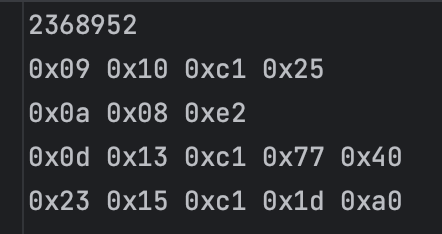 2368952
0x09 0x10 0xc1 0x25
0x0a 0x08 0xe2
0x0d 0x13 0xc1 0x77 0x40
0x23 0x15 0xc1 0x1d 0xa0